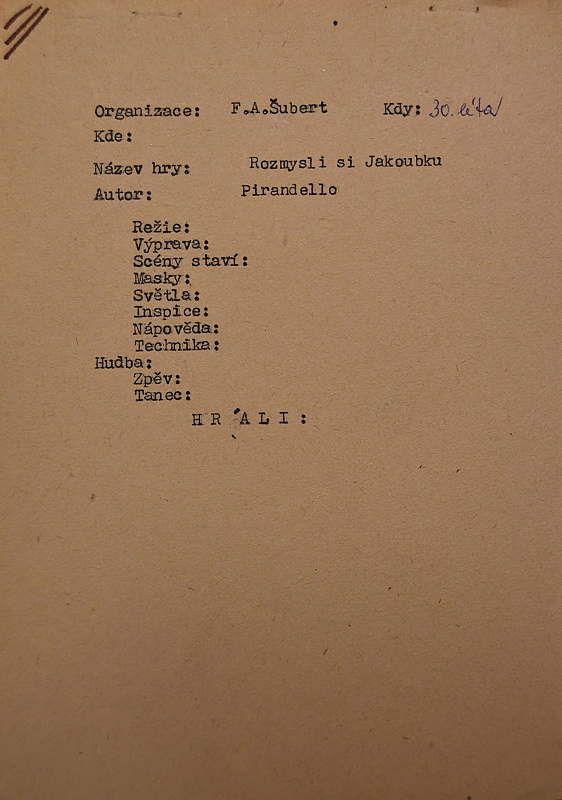 Organizace: F.A.Šubert Kdy: 30. léta
Kde:
Název hry: Rozmysli si Jakoubku
Autor: Pirandello
Režie:
Výprava:
Scény staví:
Masky:
Světla:
Inspice:
Nápověda:
Technika:
Hudba:
Zpěv:
Tanec:
H R Á L I :